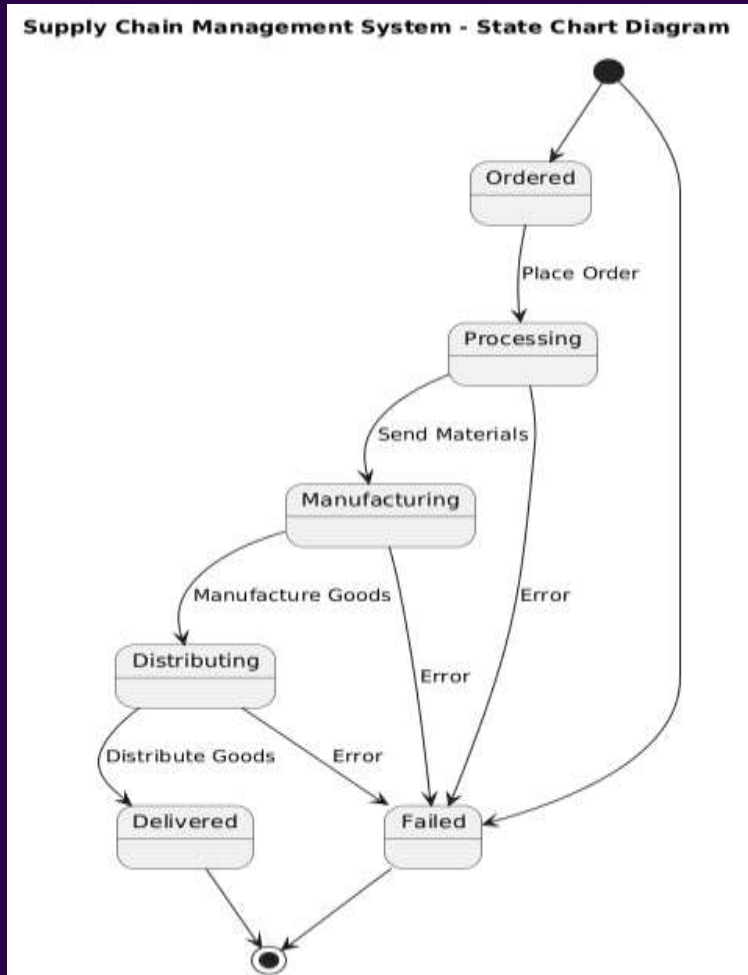 Supply Chain Management System - State Chart Diagram
Ordered
Place Order
Processing
Send Materials
Manufacturing
Manufacture Goods
Error
Distributing
Error
Distribute Goods
Error
Delivered
Failed